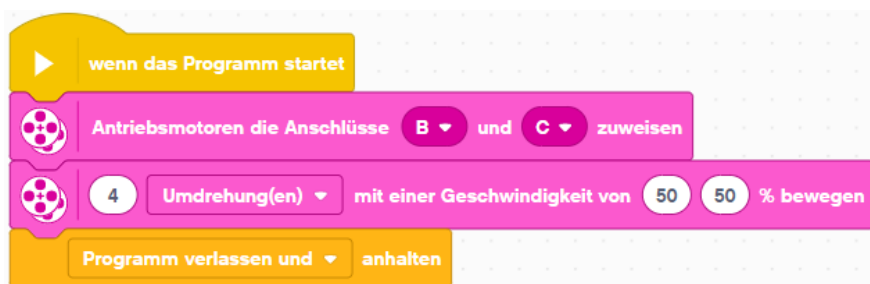 wenn das Programm startet
Antriebsmotoren die Anschlüsse B und C zuweisen
4 Umdrehung(en) mit einer Geschwindigkeit von 50 50 % bewegen
Programm verlassen und anhalten